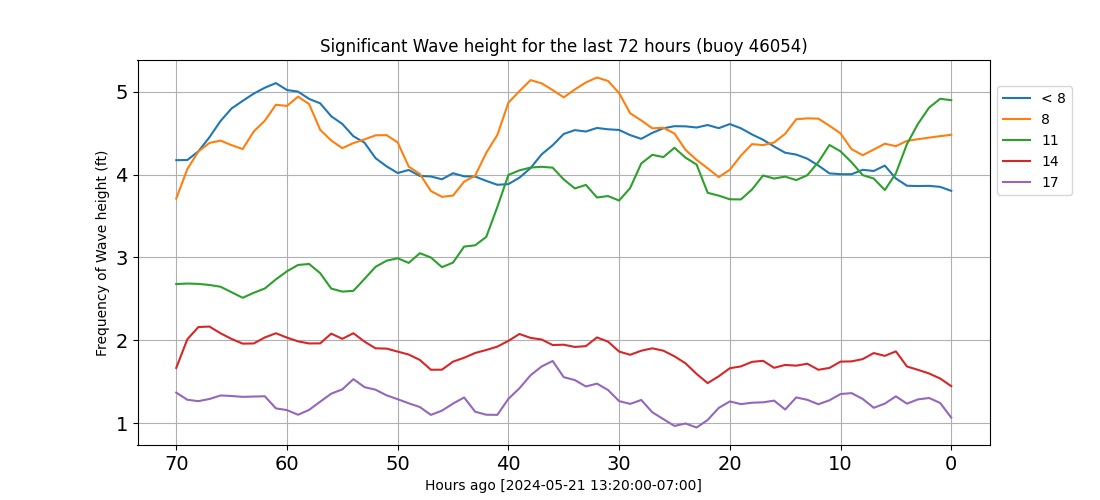 Significant Wave height for the last 72 hours (buoy 46054)
Frequency of Wave height (ft)
5
4
3
2
1
70 60 50 40 30 20 10 0
Hours ago [2024-05-21 13:20:00-07:00]
< 8
8
11
14
17